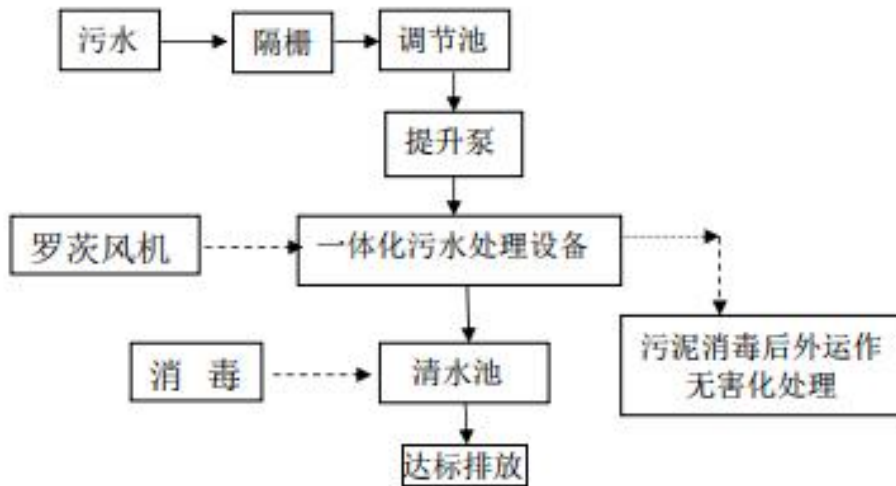 污水
隔栅
调节池
提升泵
罗茨风机
一体化污水处理设备
污泥消毒后外运作
无害化处理
消 毒
清水池
达标排放